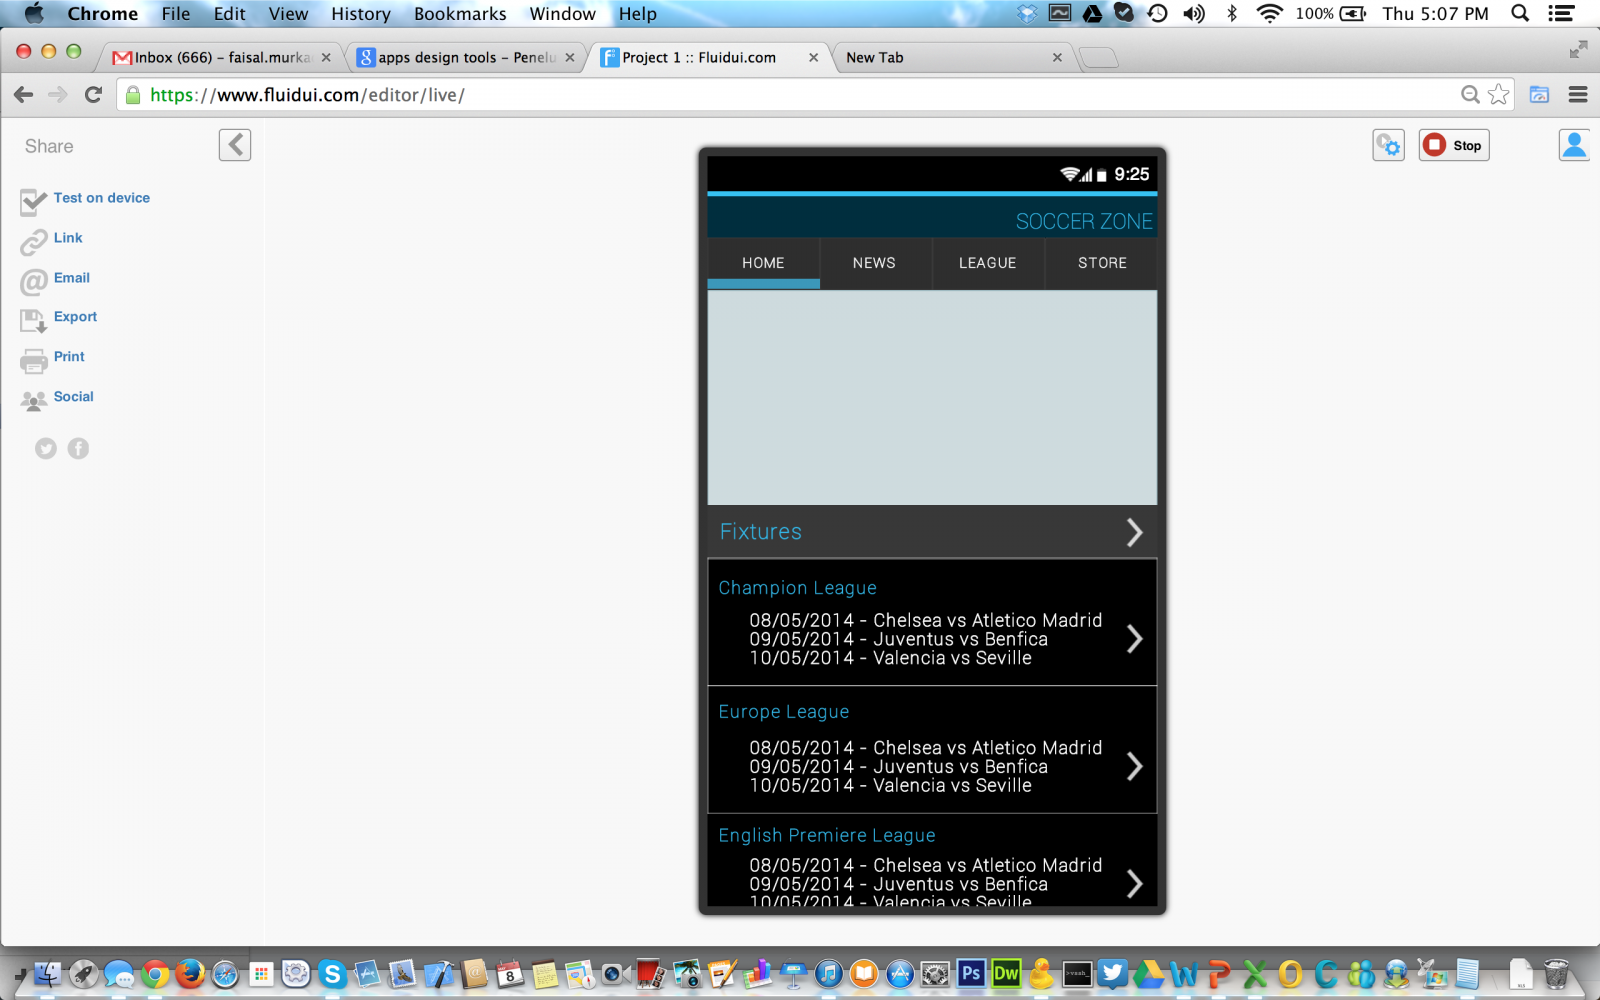 Chrome File Edit View History Bookmarks Window Help 100% Thu 5:07 PM
Inbox (666) – faisal.murka
apps design tools – Penelu
Project 1 :: Fluidui.com
New Tab
https://www.fluidui.com/editor/live/
Share
Test on device
Link
Email
Export
Print
Social
Stop
9:25
SOCCER ZONE
HOME NEWS LEAGUE STORE
Fixtures
Champion League
08/05/2014 - Chelsea vs Atletico Madrid
09/05/2014 - Juventus vs Benfica
10/05/2014 - Valencia vs Seville
Europe League
08/05/2014 - Chelsea vs Atletico Madrid
09/05/2014 - Juventus vs Benfica
10/05/2014 - Valencia vs Seville
English Premiere League
08/05/2014 - Chelsea vs Atletico Madrid
09/05/2014 - Juventus vs Benfica
10/05/2014 - Valencia vs Seville
8
Ps
Dw